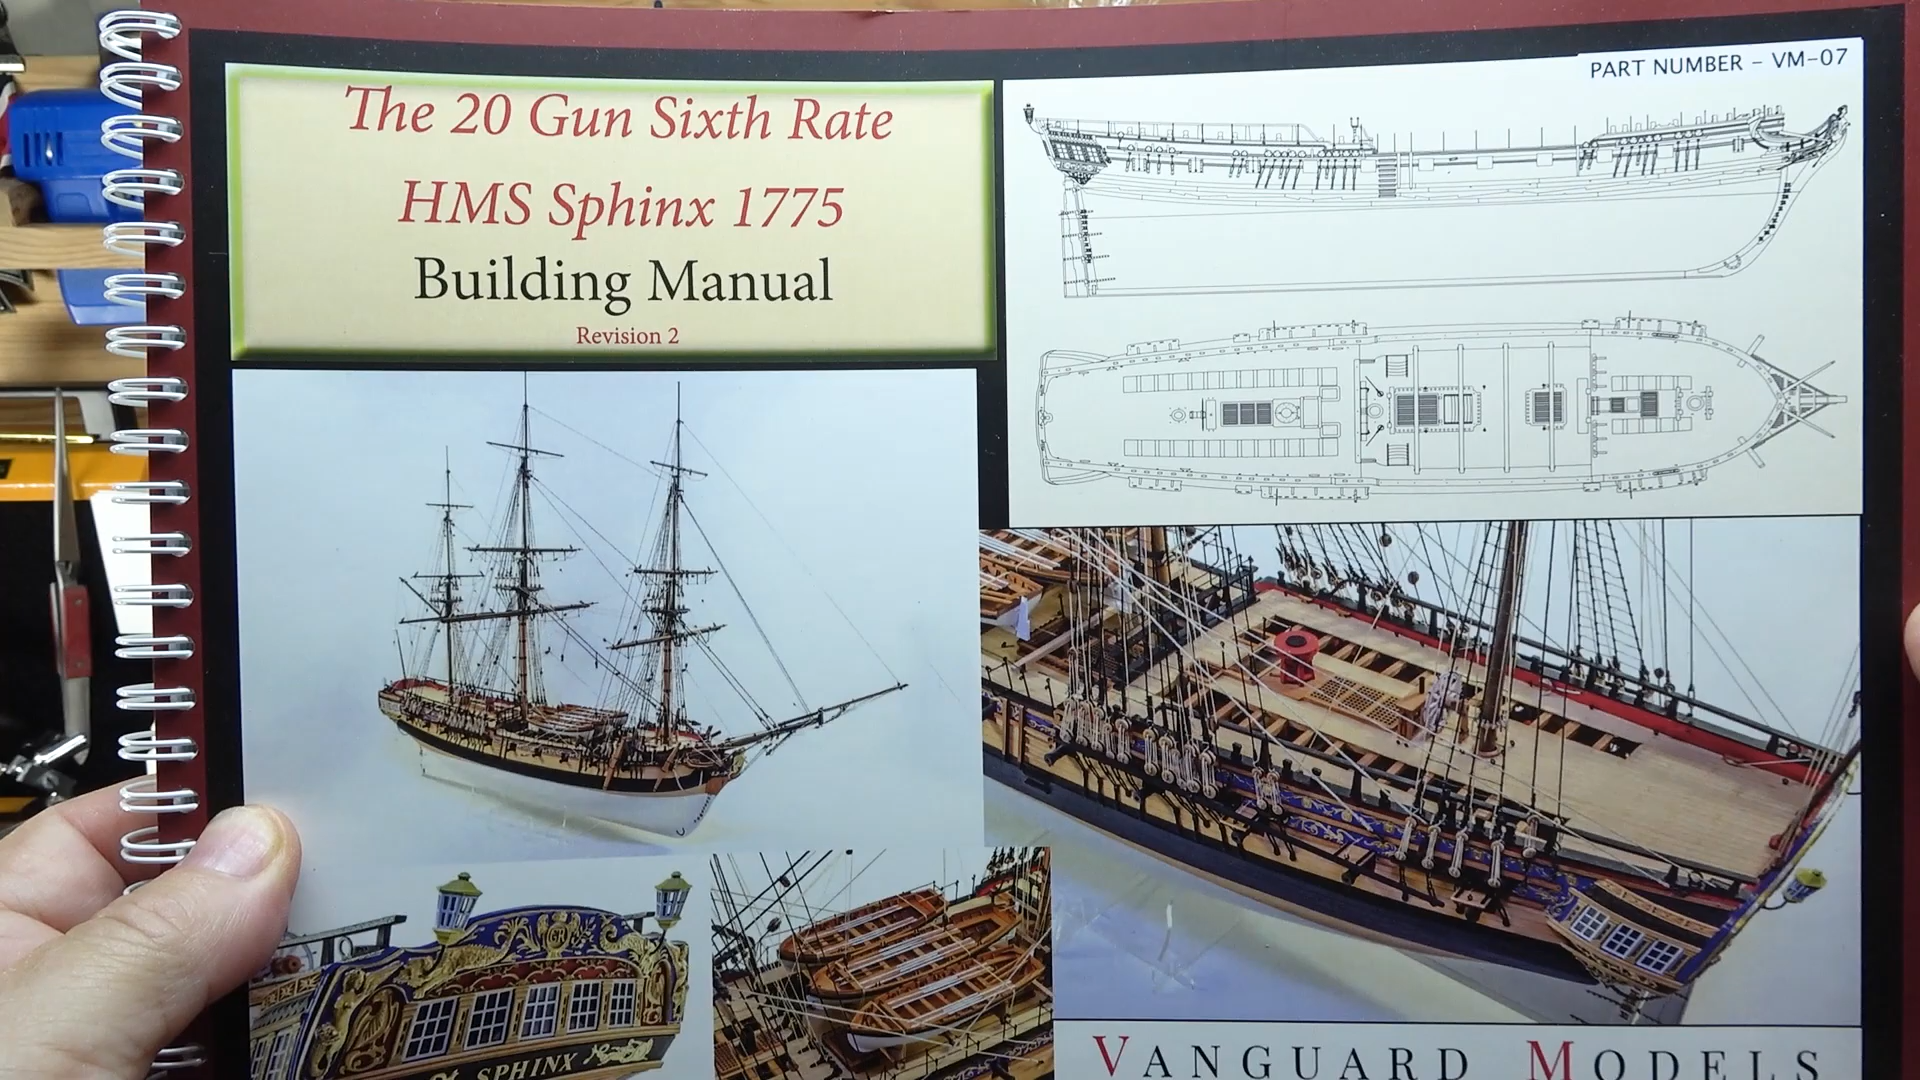 The 20 Gun Sixth Rate
HMS Sphinx 1775
Building Manual
Revision 2
PART NUMBER - VM-07
GR
SPHINX
VANGUARD MODELS